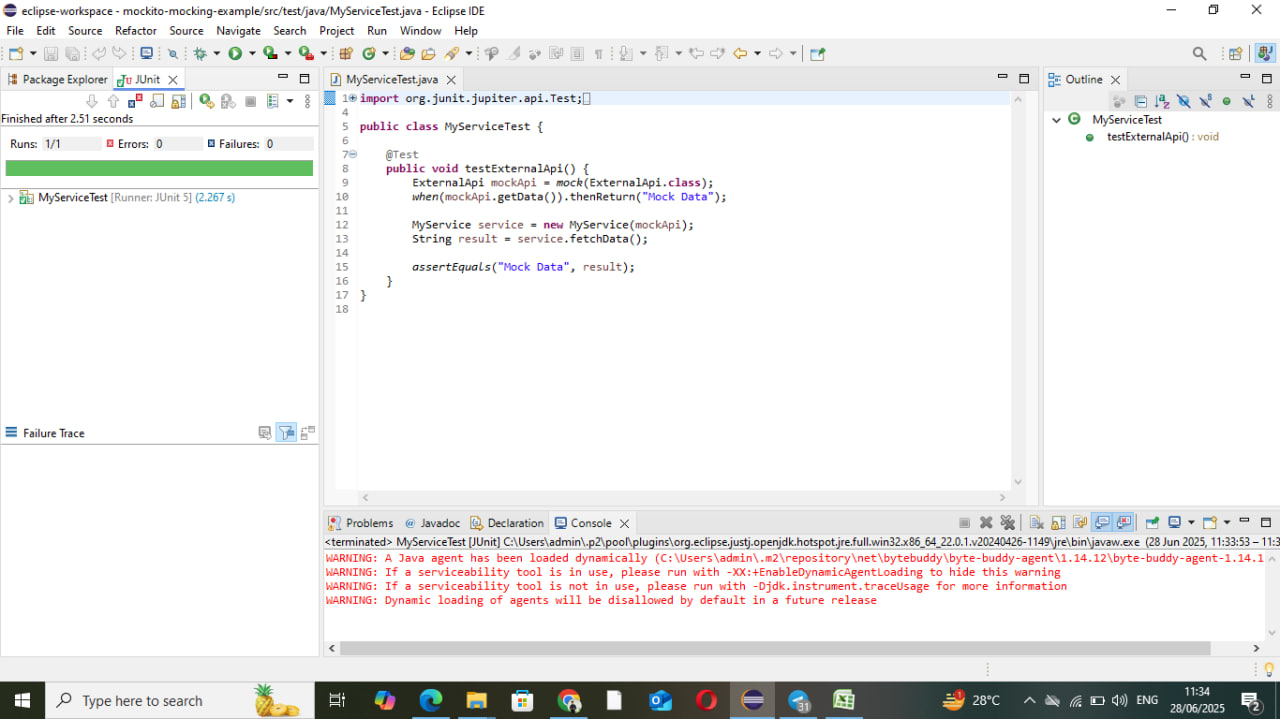 eclipse-workspace - mockito-mocking-example/src/test/java/MyServiceTest.java - Eclipse IDE
File Edit Source Refactor Source Navigate Search Project Run Window Help
Package Explorer JUnit
Finished after 2.51 seconds
Runs: 1/1 Errors: 0 Failures: 0
MyServiceTest [Runner: JUnit 5] (2.267 s)
Failure Trace
MyServiceTest.java
1 import org.junit.jupiter.api.Test;
4
5 public class MyServiceTest {
6
7 @Test
8 public void testExternalApi() {
9 ExternalApi mockApi = mock(ExternalApi.class);
10 when(mockApi.getData()).thenReturn("Mock Data");
11
12 MyService service = new MyService(mockApi);
13 String result = service.fetchData();
14
15 assertEquals("Mock Data", result);
16 }
17 }
18
Outline
MyServiceTest
testExternalApi() : void
Problems Javadoc Declaration Console
<terminated> MyServiceTest [JUnit] C:\Users\admin\.p2\pool\plugins\org.eclipse.justj.openjdk.hotspot.jre.full.win32.x86_64_22.0.1.v20240426-1149\jre\bin\javaw.exe (28 Jun 2025, 11:33:53 – 11:3
WARNING: A Java agent has been loaded dynamically (C:\Users\admin\.m2\repository\net\bytebuddy\byte-buddy-agent\1.14.12\byte-buddy-agent-1.14.1
WARNING: If a serviceability tool is in use, please run with -XX:+EnableDynamicAgentLoading to hide this warning
WARNING: If a serviceability tool is not in use, please run with -Djdk.instrument.traceUsage for more information
WARNING: Dynamic loading of agents will be disallowed by default in a future release
Type here to search
31
1
28°C
ENG
11:34
28/06/2025
2